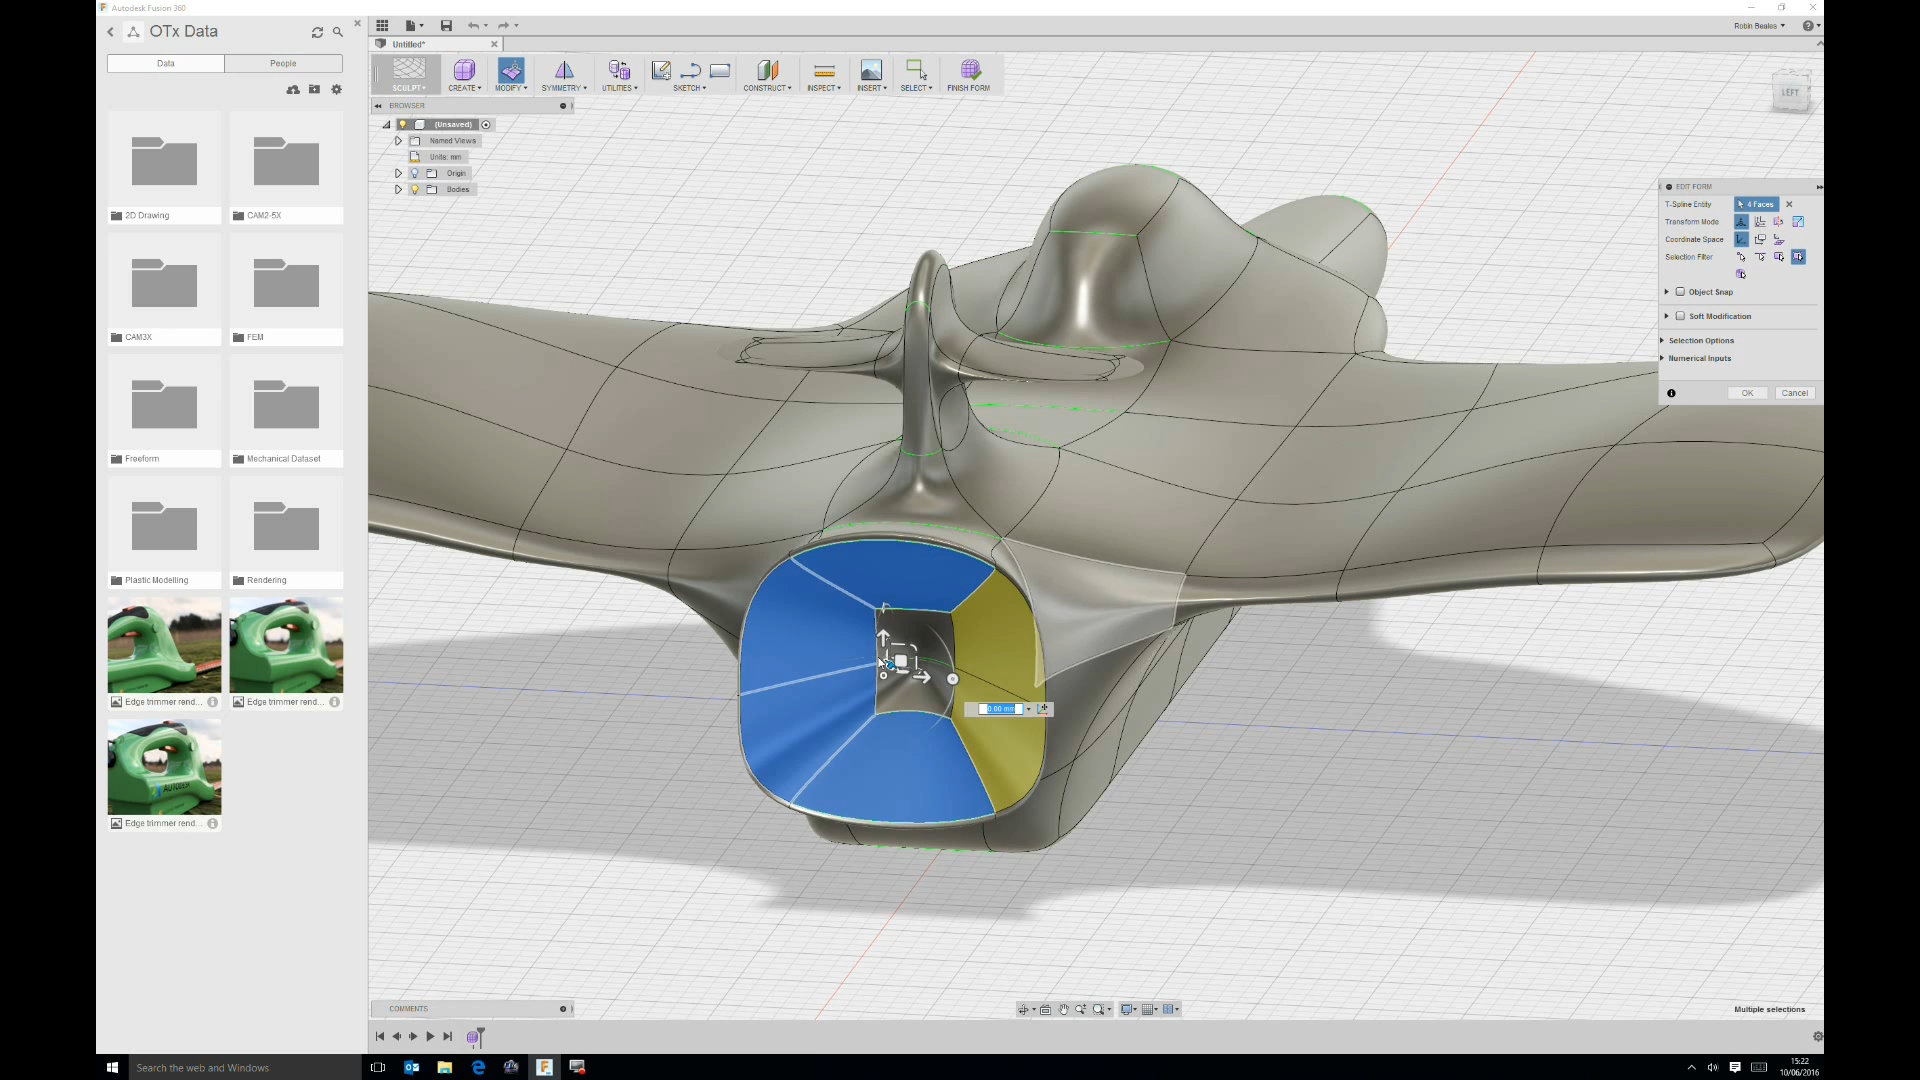 Autodesk Fusion 360
OTx Data
Robin Beales
Untitled*
Data
People
SCULPT
CREATE
MODIFY
SYMMETRY
UTILITIES
SKETCH
CONSTRUCT
INSPECT
INSERT
SELECT
FINISH FORM
LEFT
BROWSER
(Unsaved)
Named Views
Units: mm
Origin
Bodies
2D Drawing
CAM2-5X
CAM3X
FEM
Freeform
Mechanical Dataset
Plastic Modelling
Rendering
Edge trimmer rend...
Edge trimmer rend...
AUTODESK
Edge trimmer rend...
EDIT FORM
T-Spline Entity
4 Faces
Transform Mode
Coordinate Space
Selection Filter
Object Snap
Soft Modification
Selection Options
Numerical Inputs
OK
Cancel
0.00 mm
COMMENTS
Multiple selections
Search the web and Windows
15:22
10/06/2016